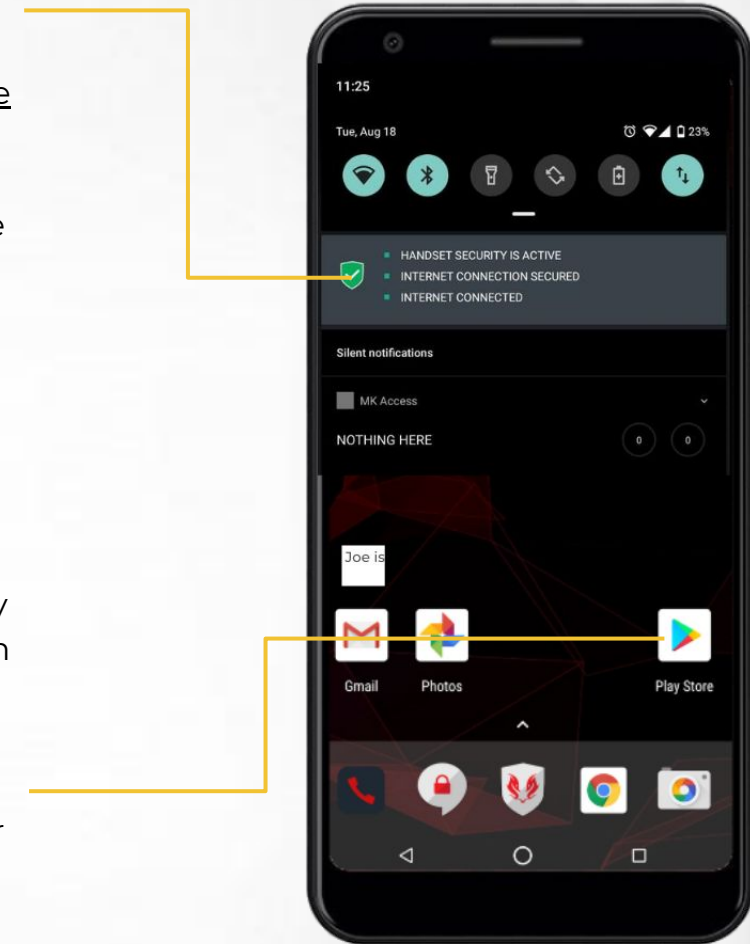 11:25
Tue, Aug 18
23%
HANDSET SECURITY IS ACTIVE
INTERNET CONNECTION SECURED
INTERNET CONNECTED
Silent notifications
MK Access
NOTHING HERE
0 0
Joe is
Gmail Photos Play Store